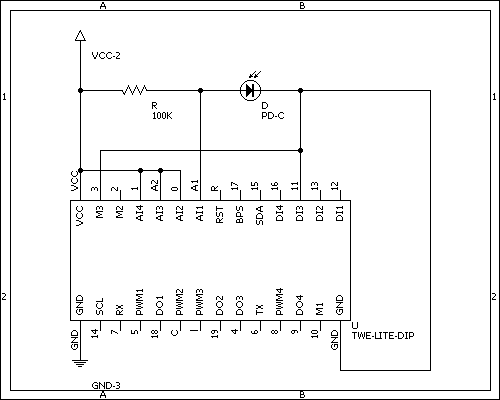 A B
VCC-2
1 1
R
100K
D
PD-C
VCC 3 2 1 A2 0 A1 R 17 15 16 11 13 12
VCC M3 M2 AI4 AI3 AI2 AI1 RST BPS SDA DI4 DI3 DI2 DI1
2 2
GND SCL RX PWM1 DO1 PWM2 PWM3 DO2 DO3 TX PWM4 DO4 M1 GND
U
TWE-LITE-DIP
GND 14 7 5 18 C I 19 4 6 8 9 10 GND
GND-3
A B